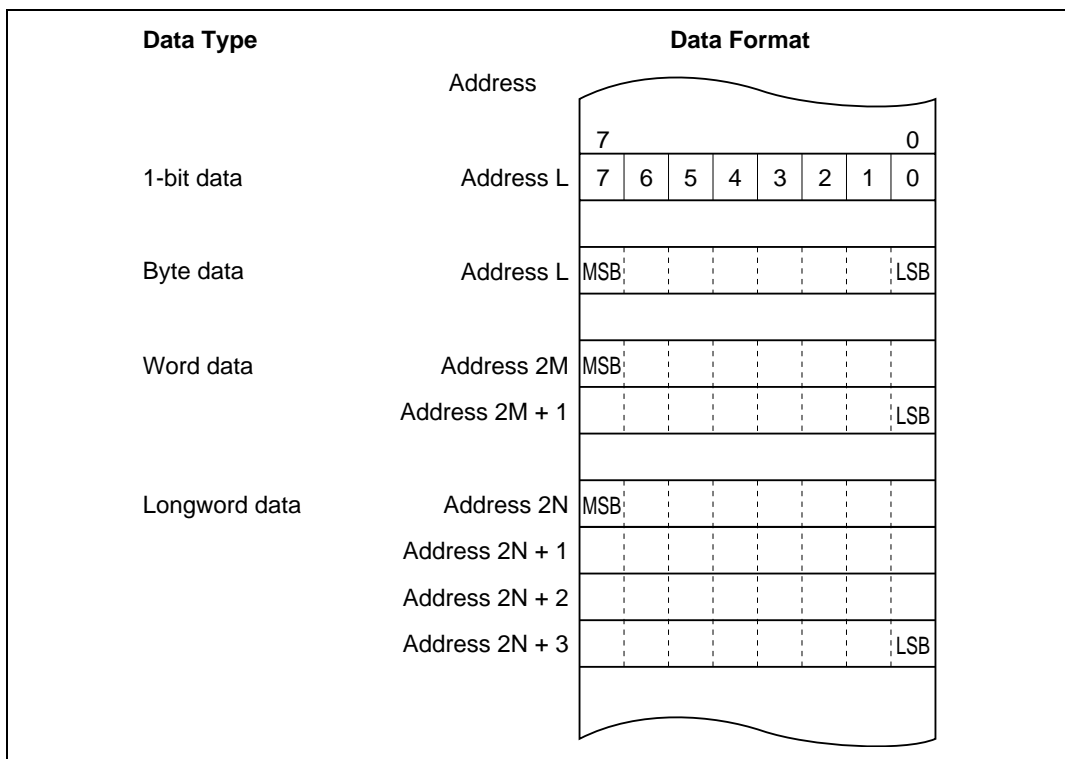 Data Type Data Format
Address
7 0
1-bit data Address L 7 6 5 4 3 2 1 0
Byte data Address L MSB LSB
Word data Address 2M MSB
Address 2M + 1 LSB
Longword data Address 2N MSB
Address 2N + 1
Address 2N + 2
Address 2N + 3 LSB